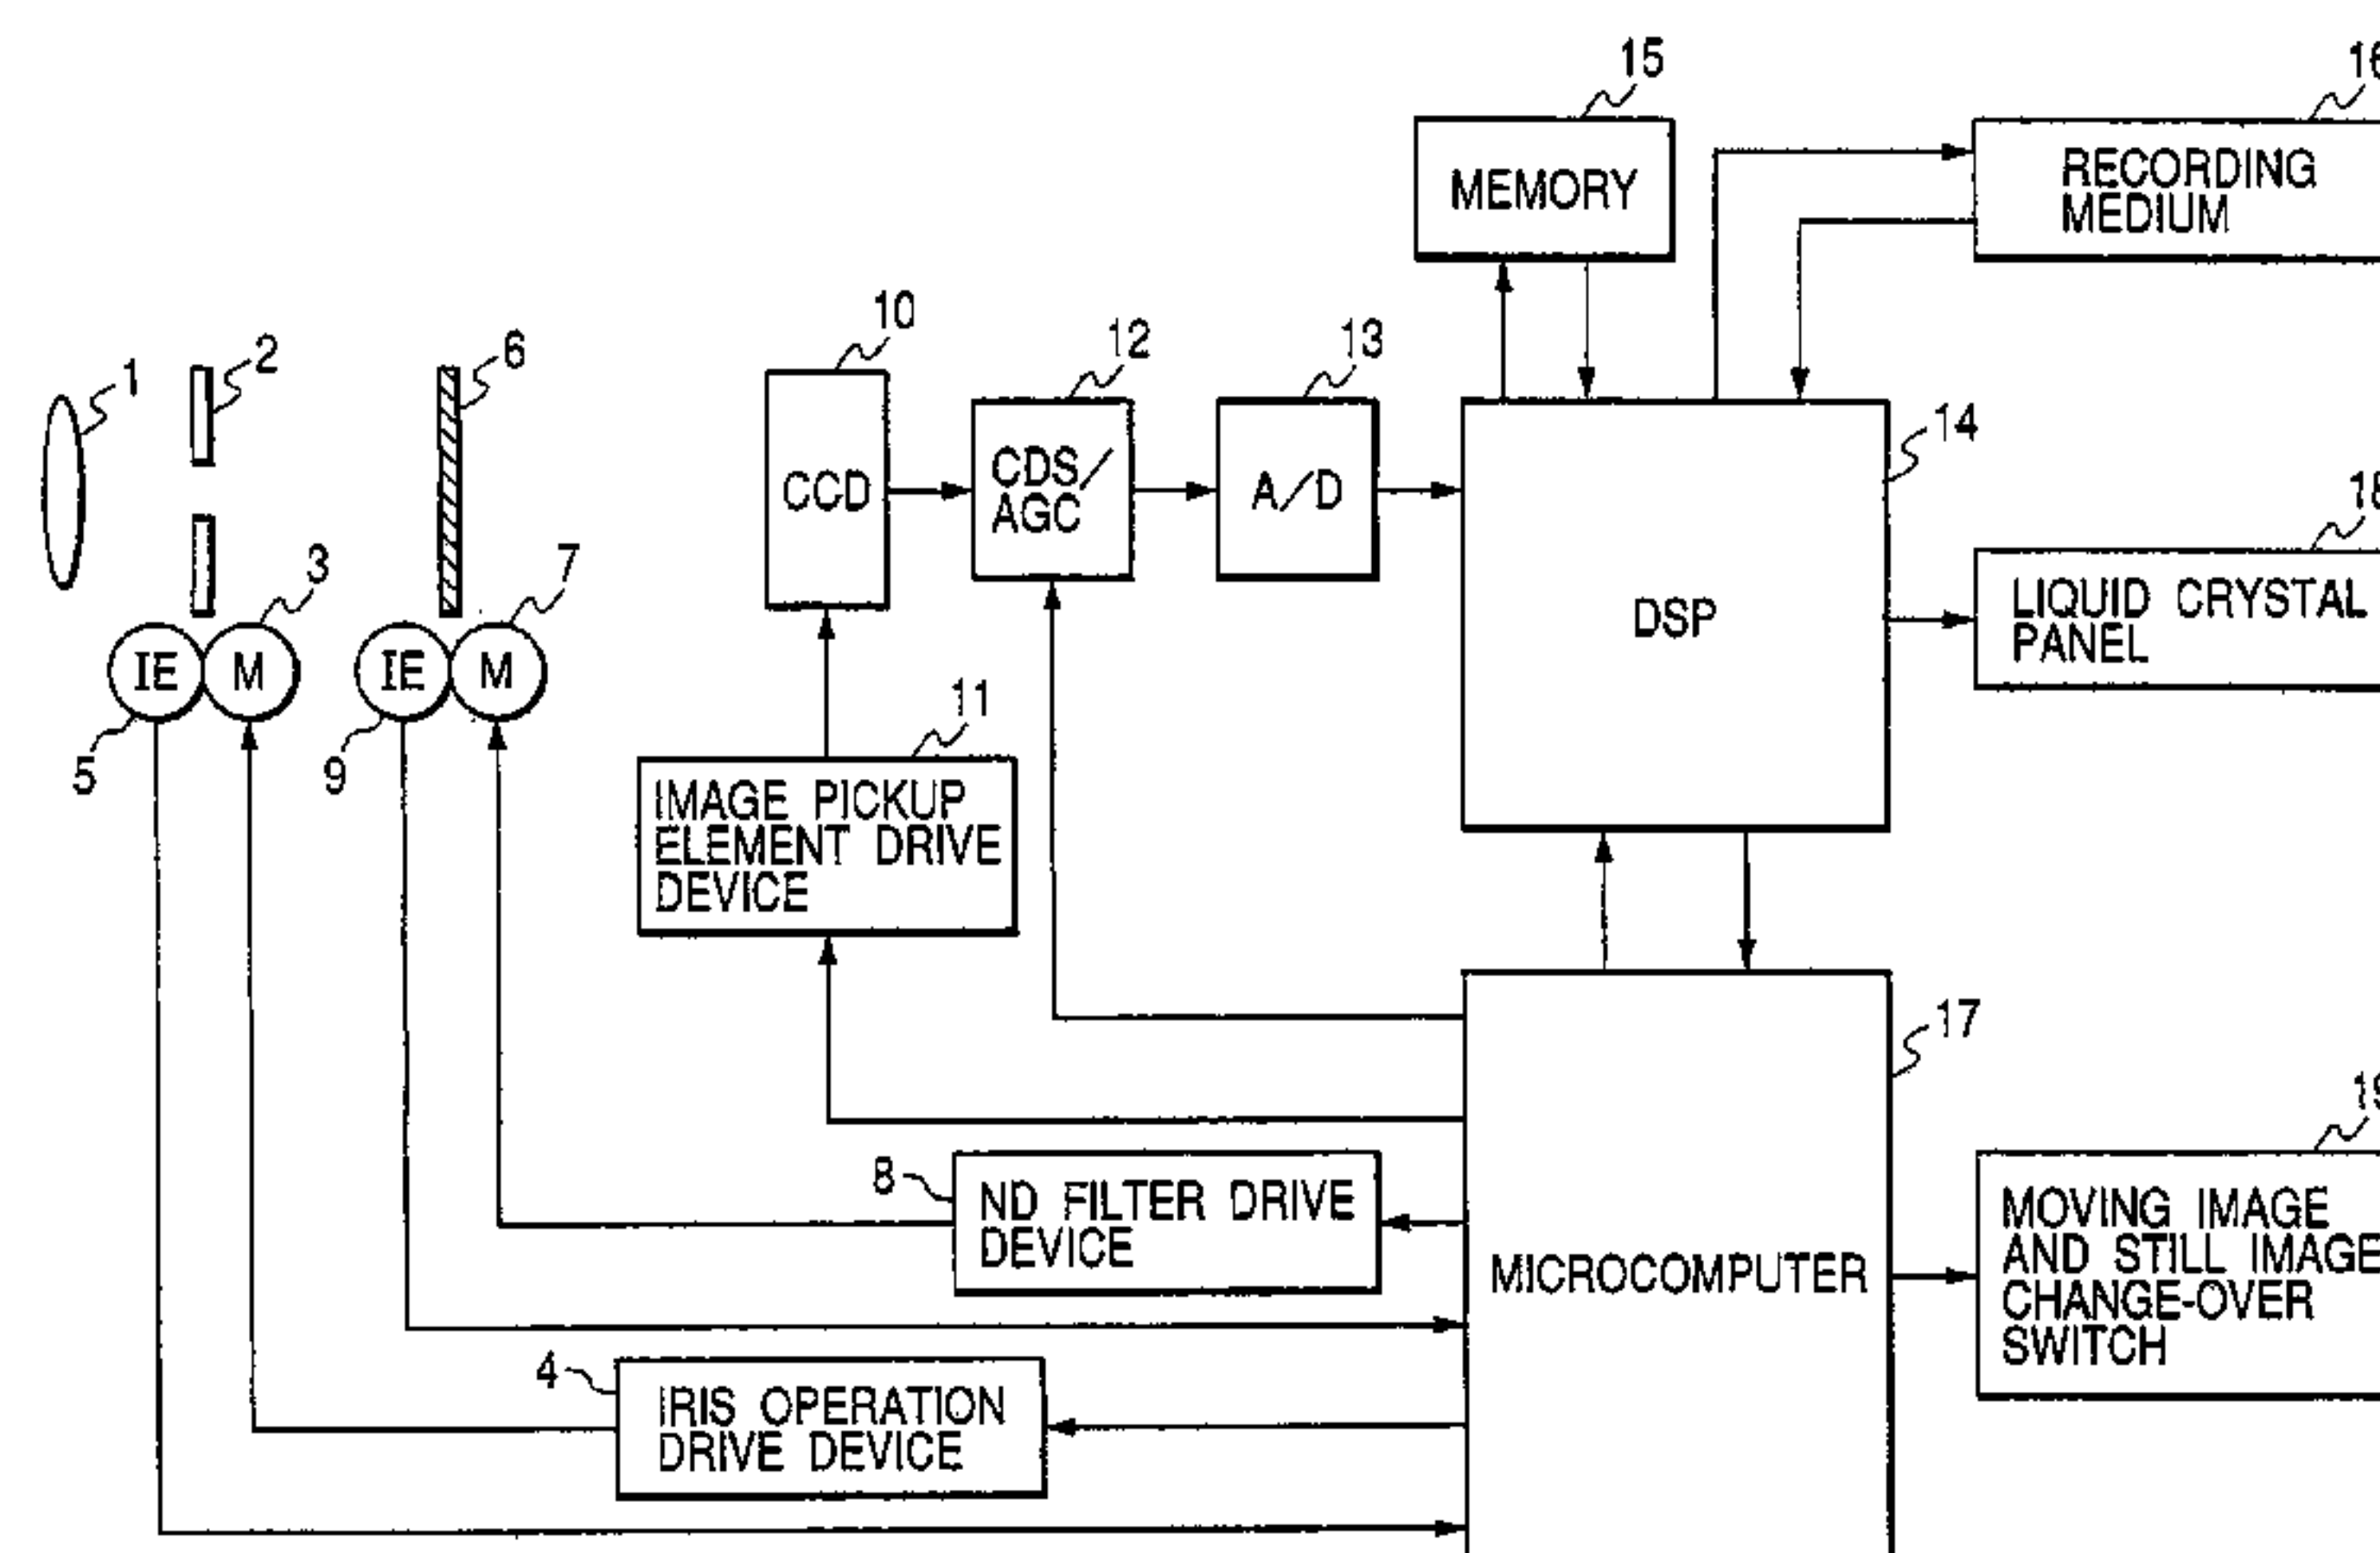 15
16
MEMORY
RECORDING
MEDIUM
10
12
13
1
2
6
14
CCD
CDS/
AGC
A/D
DSP
18
LIQUID CRYSTAL
PANEL
3
7
IE
M
IE
M
5
9
11
IMAGE PICKUP
ELEMENT DRIVE
DEVICE
17
19
8
ND FILTER DRIVE
DEVICE
MICROCOMPUTER
MOVING IMAGE
AND STILL IMAGE
CHANGE-OVER
SWITCH
4
IRIS OPERATION
DRIVE DEVICE